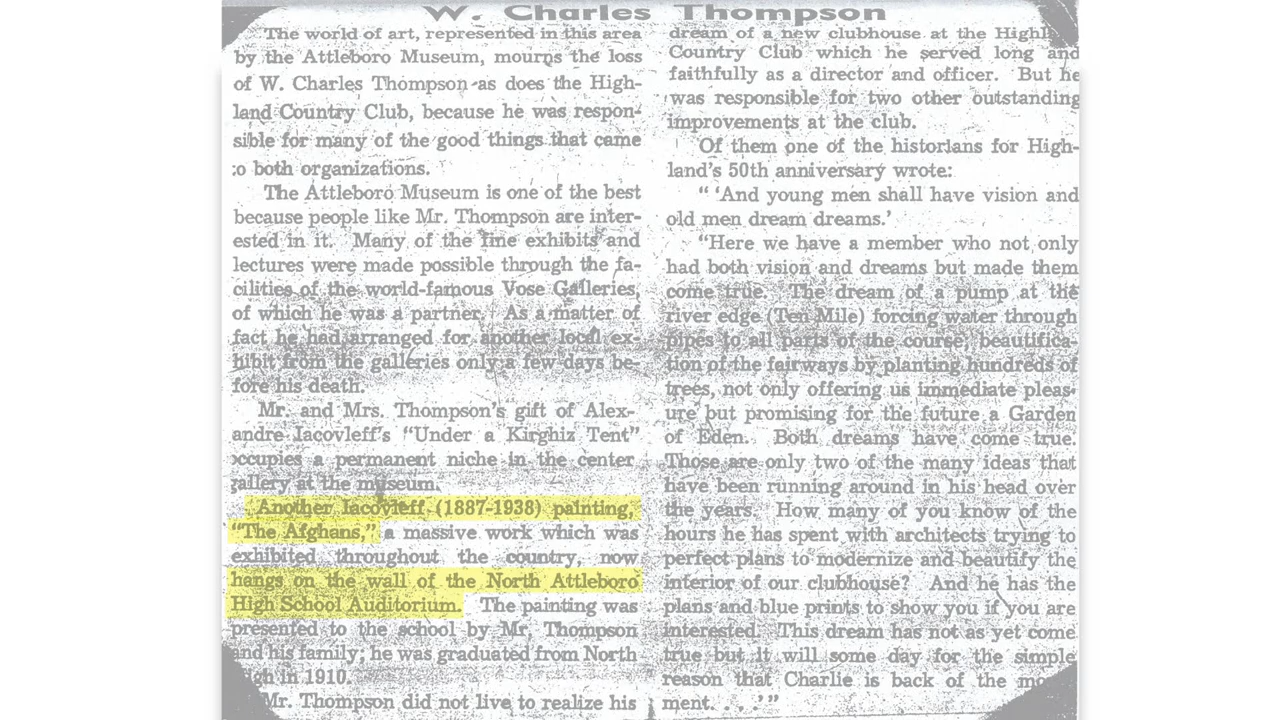 W. Charles Thompson
The world of art, represented in this area
by the Attleboro Museum, mourns the loss
of W. Charles Thompson as does the High-
land Country Club, because he was respon-
sible for many of the good things that came
to both organizations.
The Attleboro Museum is one of the best
because people like Mr. Thompson are inter-
ested in it. Many of the fine exhibits and
lectures were made possible through the fa-
cilities of the world-famous Vose Galleries,
of which he was a partner. As a matter of
fact he had arranged for another local ex-
hibit from the galleries only a few days be-
fore his death.
Mr. and Mrs. Thompson's gift of Alex-
andre Iacovleff's "Under a Kirghiz Tent"
occupies a permanent niche in the center
gallery at the museum.
Another Iacovleff (1887-1938) painting,
"The Afghans," a massive work which was
exhibited throughout the country, now
hangs on the wall of the North Attleboro
High School Auditorium. The painting was
presented to the school by Mr. Thompson
and his family; he was graduated from North
in 1910.
Mr. Thompson did not live to realize his
dream of a new clubhouse at the
Country Club which he served long and
faithfully as a director and officer. But he
was responsible for two other outstanding
improvements at the club.
Of them one of the historians for High-
land's 50th anniversary wrote:
" 'And young men shall have vision and
old men dream dreams.'
"Here we have a member who not only
had both vision and dreams but made them
come true. The dream of a pump at the
river edge (Ten Mile) forcing water through
pipes to all parts of the course; beautifica-
tion of the fairways by planting hundreds of
trees, not only offering us immediate pleas-
ure but promising for the future a Garden
of Eden. Both dreams have come true.
Those are only two of the many ideas that
have been running around in his head over
the years. How many of you know of the
hours he has spent with architects trying to
perfect plans to modernize and beautify the
interior of our clubhouse? And he has the
plans and blue prints to show you if you are
interested. This dream has not as yet come
true but it will some day for the simple
reason that Charlie is back of the
ment. . . .' "